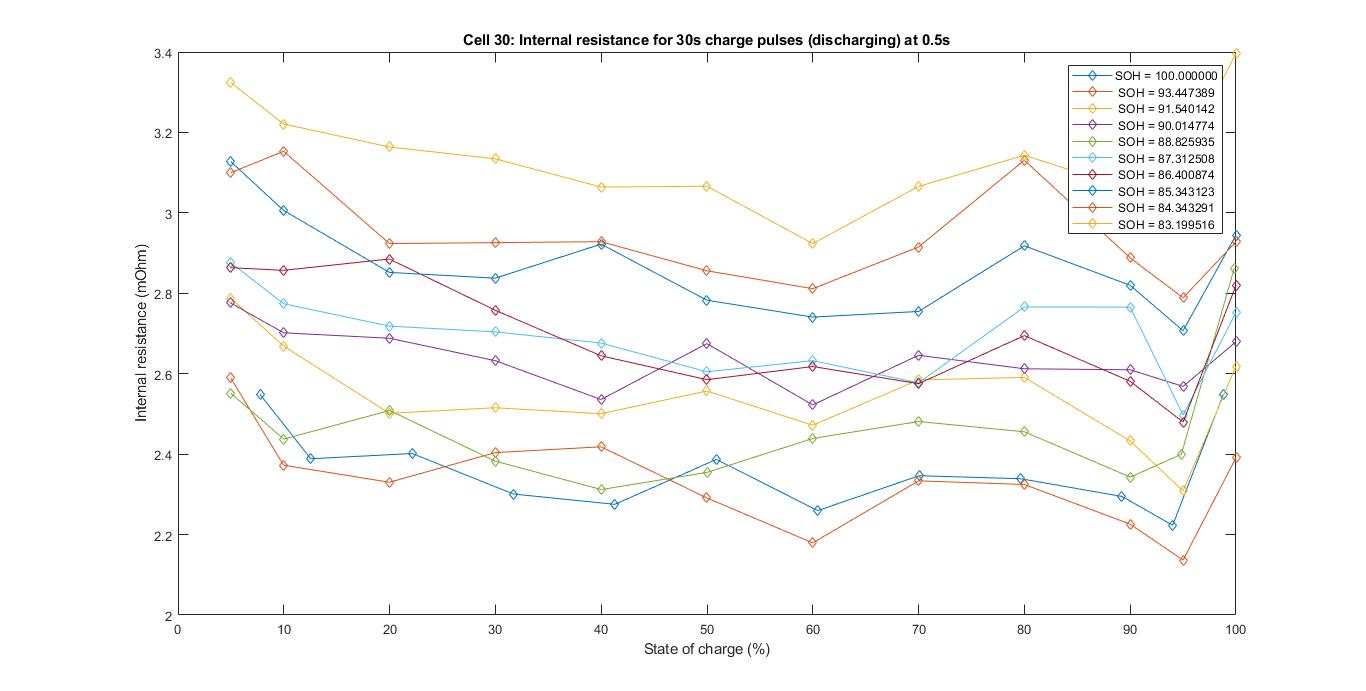 Cell 30: Internal resistance for 30s charge pulses (discharging) at 0.5s
3.4
3.2
3
2.8
2.6
2.4
2.2
2
Internal resistance (mOhm)
SOH = 100.000000
SOH = 93.447389
SOH = 91.540142
SOH = 90.014774
SOH = 88.825935
SOH = 87.312508
SOH = 86.400874
SOH = 85.343123
SOH = 84.343291
SOH = 83.199516
0 10 20 30 40 50 60 70 80 90 100
State of charge (%)